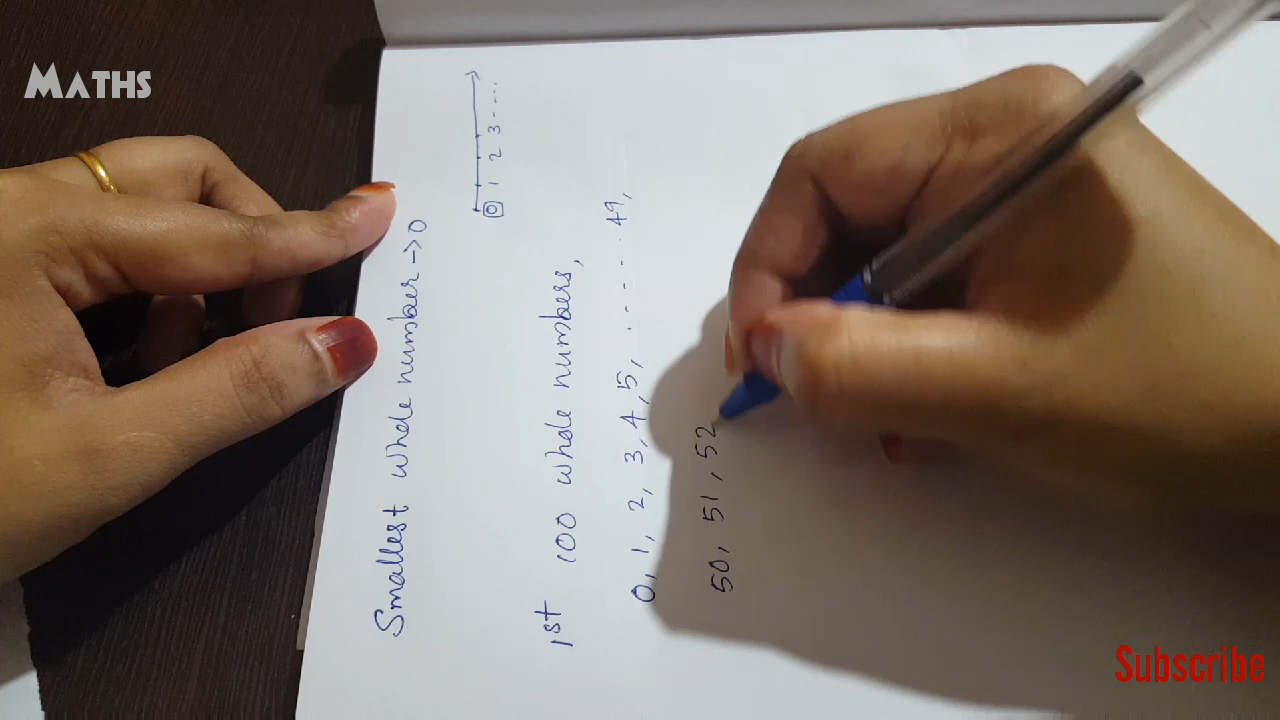 MATHS
Smallest whole number → 0
0 1 2 3 - ...
1st 100 whole numbers,
0, 1, 2, 3, 4, 5, . - - - . . 49,
50, 51, 52
Subscribe